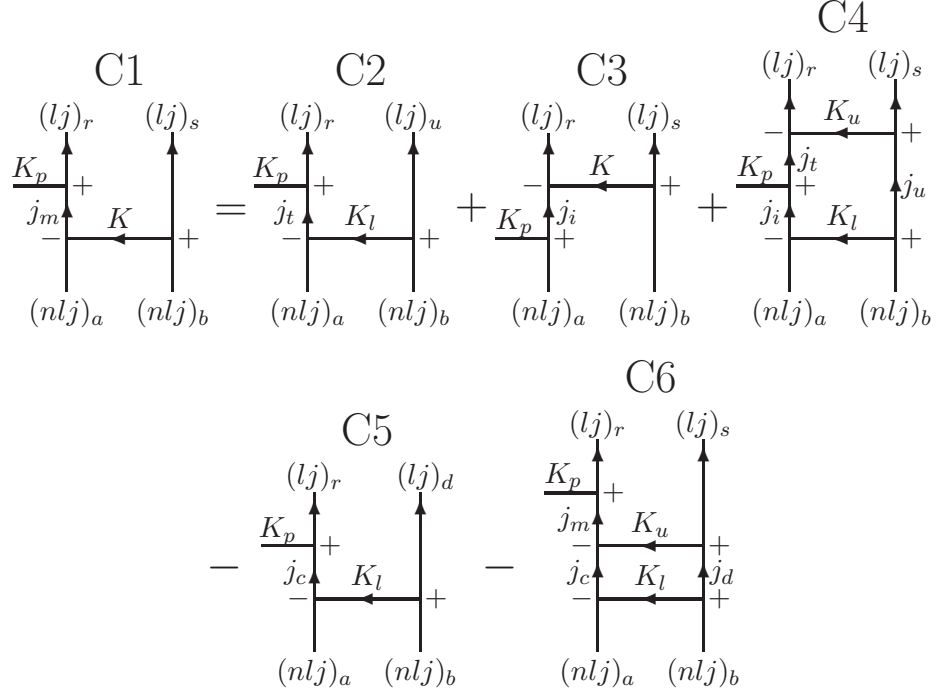 C4
C1 C2 C3 (lj)_r (lj)_s
(lj)_r (lj)_s (lj)_r (lj)_u (lj)_r (lj)_s K_u
− +
K_p K_p K j_t
+ + − + K_p
j_m K = j_t K_l + K_p j_i + j_i + j_u
K_l
− + − + + − +
(nlj)_a (nlj)_b (nlj)_a (nlj)_b (nlj)_a (nlj)_b (nlj)_a (nlj)_b
C6
C5 (lj)_r (lj)_s
(lj)_r (lj)_d K_p
+
K_p j_m K_u
− + − − +
j_c K_l j_c K_l j_d
− + − +
(nlj)_a (nlj)_b (nlj)_a (nlj)_b